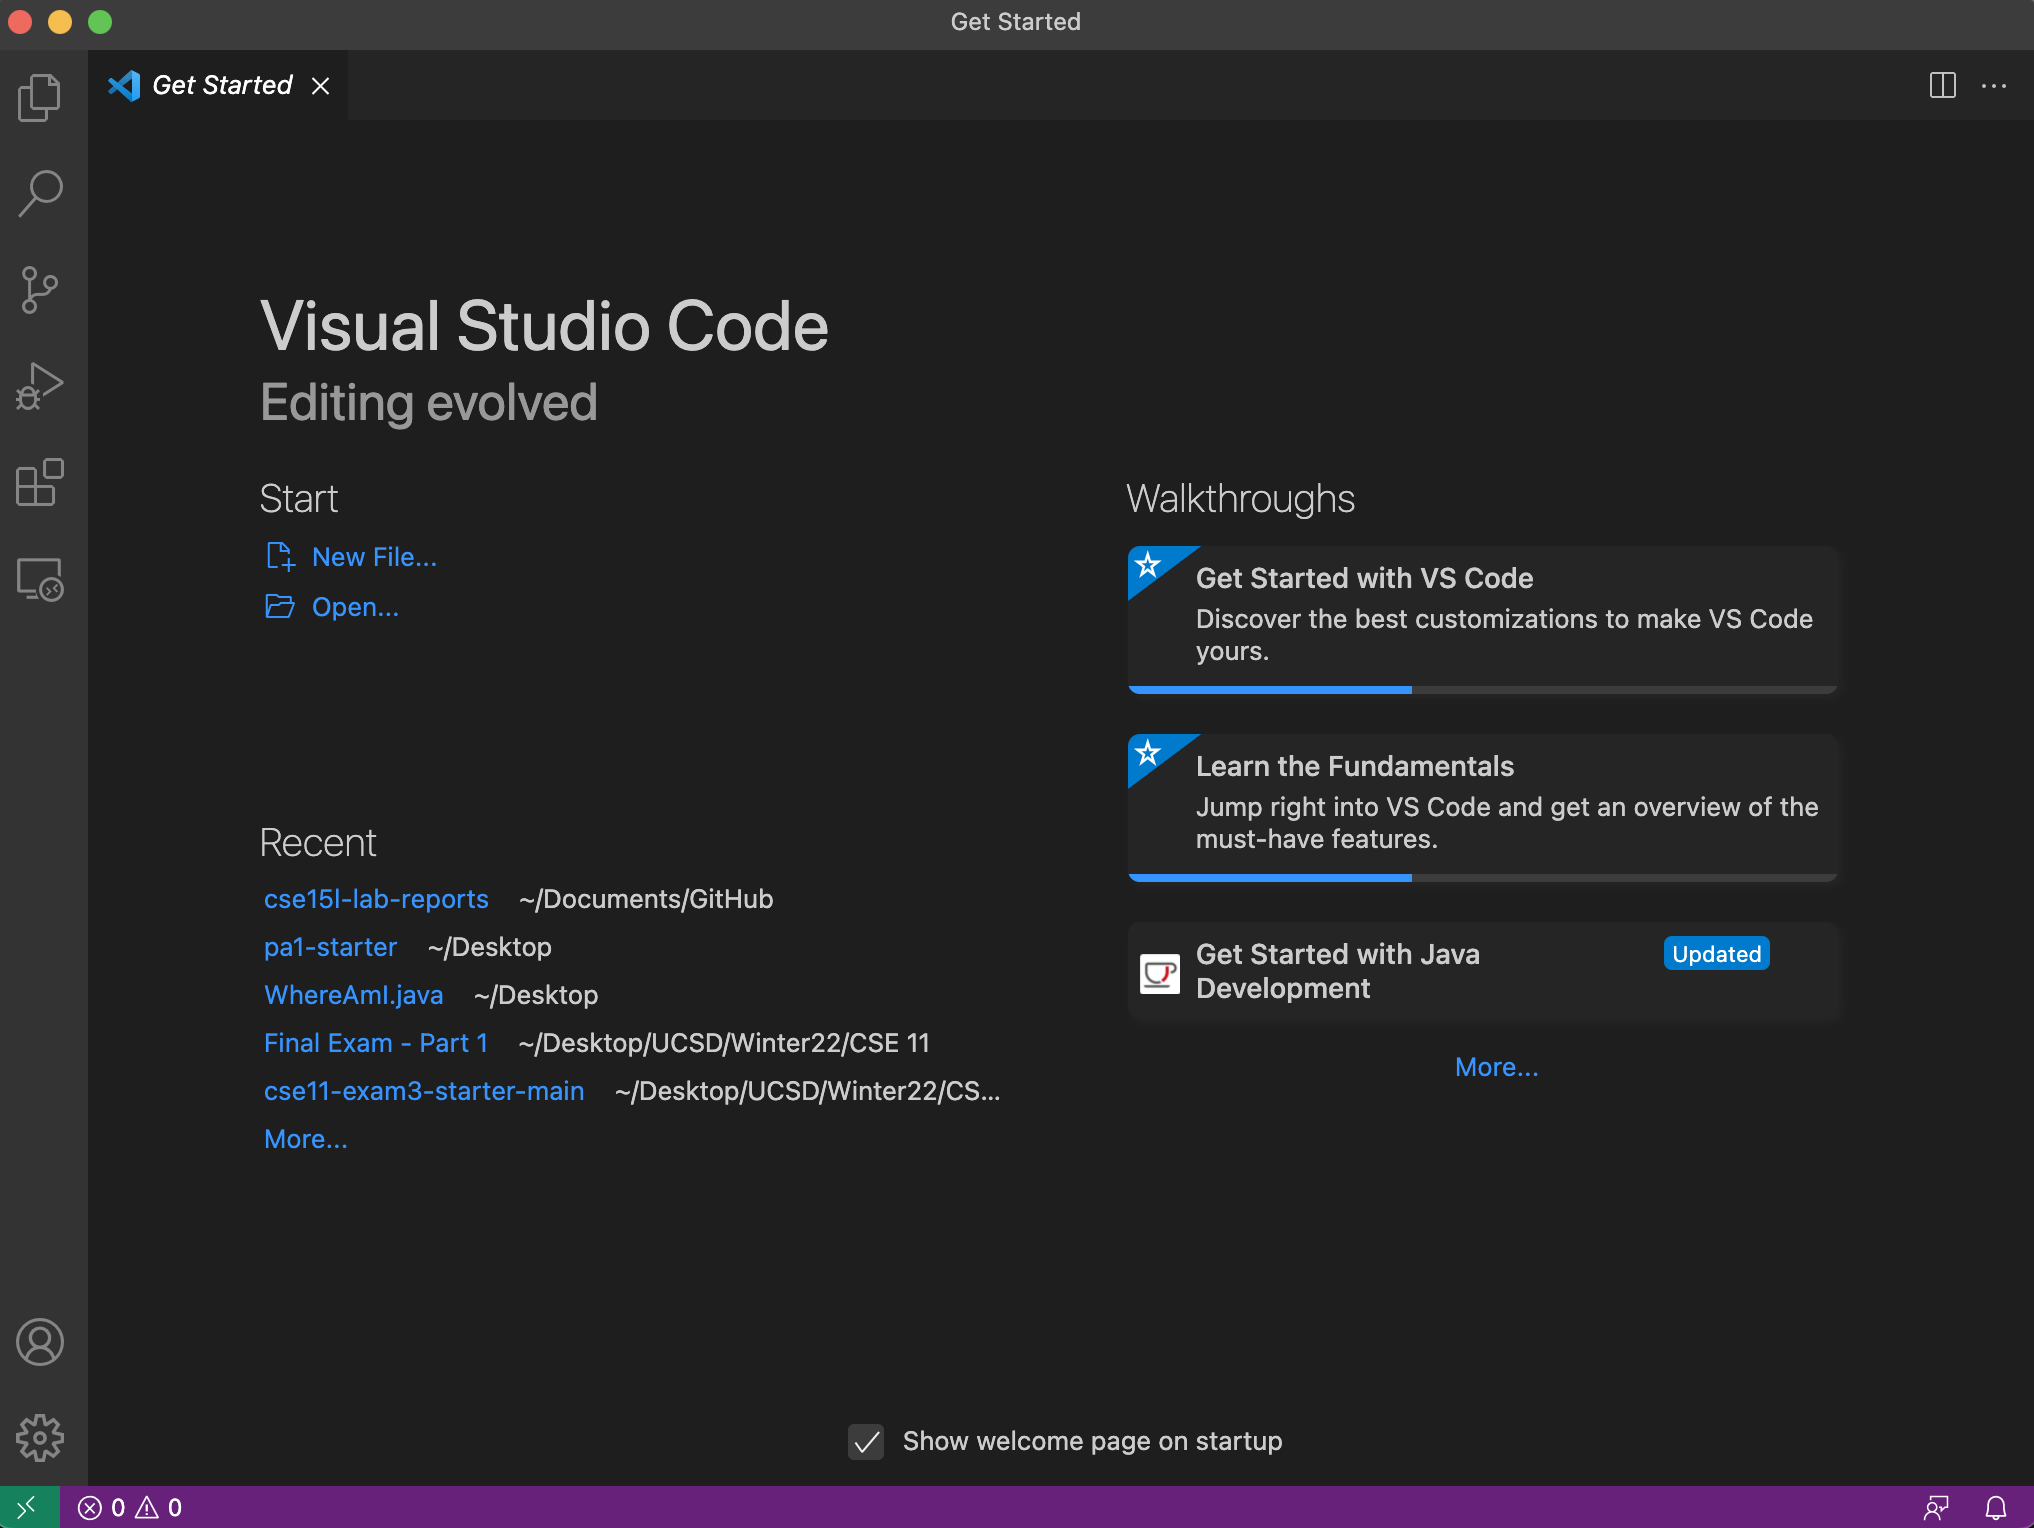 Get Started
Get Started
Visual Studio Code
Editing evolved
Start
New File...
Open...
Recent
cse15l-lab-reports ~/Documents/GitHub
pa1-starter ~/Desktop
WhereAmI.java ~/Desktop
Final Exam - Part 1 ~/Desktop/UCSD/Winter22/CSE 11
cse11-exam3-starter-main ~/Desktop/UCSD/Winter22/CS...
More...
Walkthroughs
Get Started with VS Code
Discover the best customizations to make VS Code
yours.
Learn the Fundamentals
Jump right into VS Code and get an overview of the
must-have features.
Get Started with Java
Development
Updated
More...
Show welcome page on startup
0 0